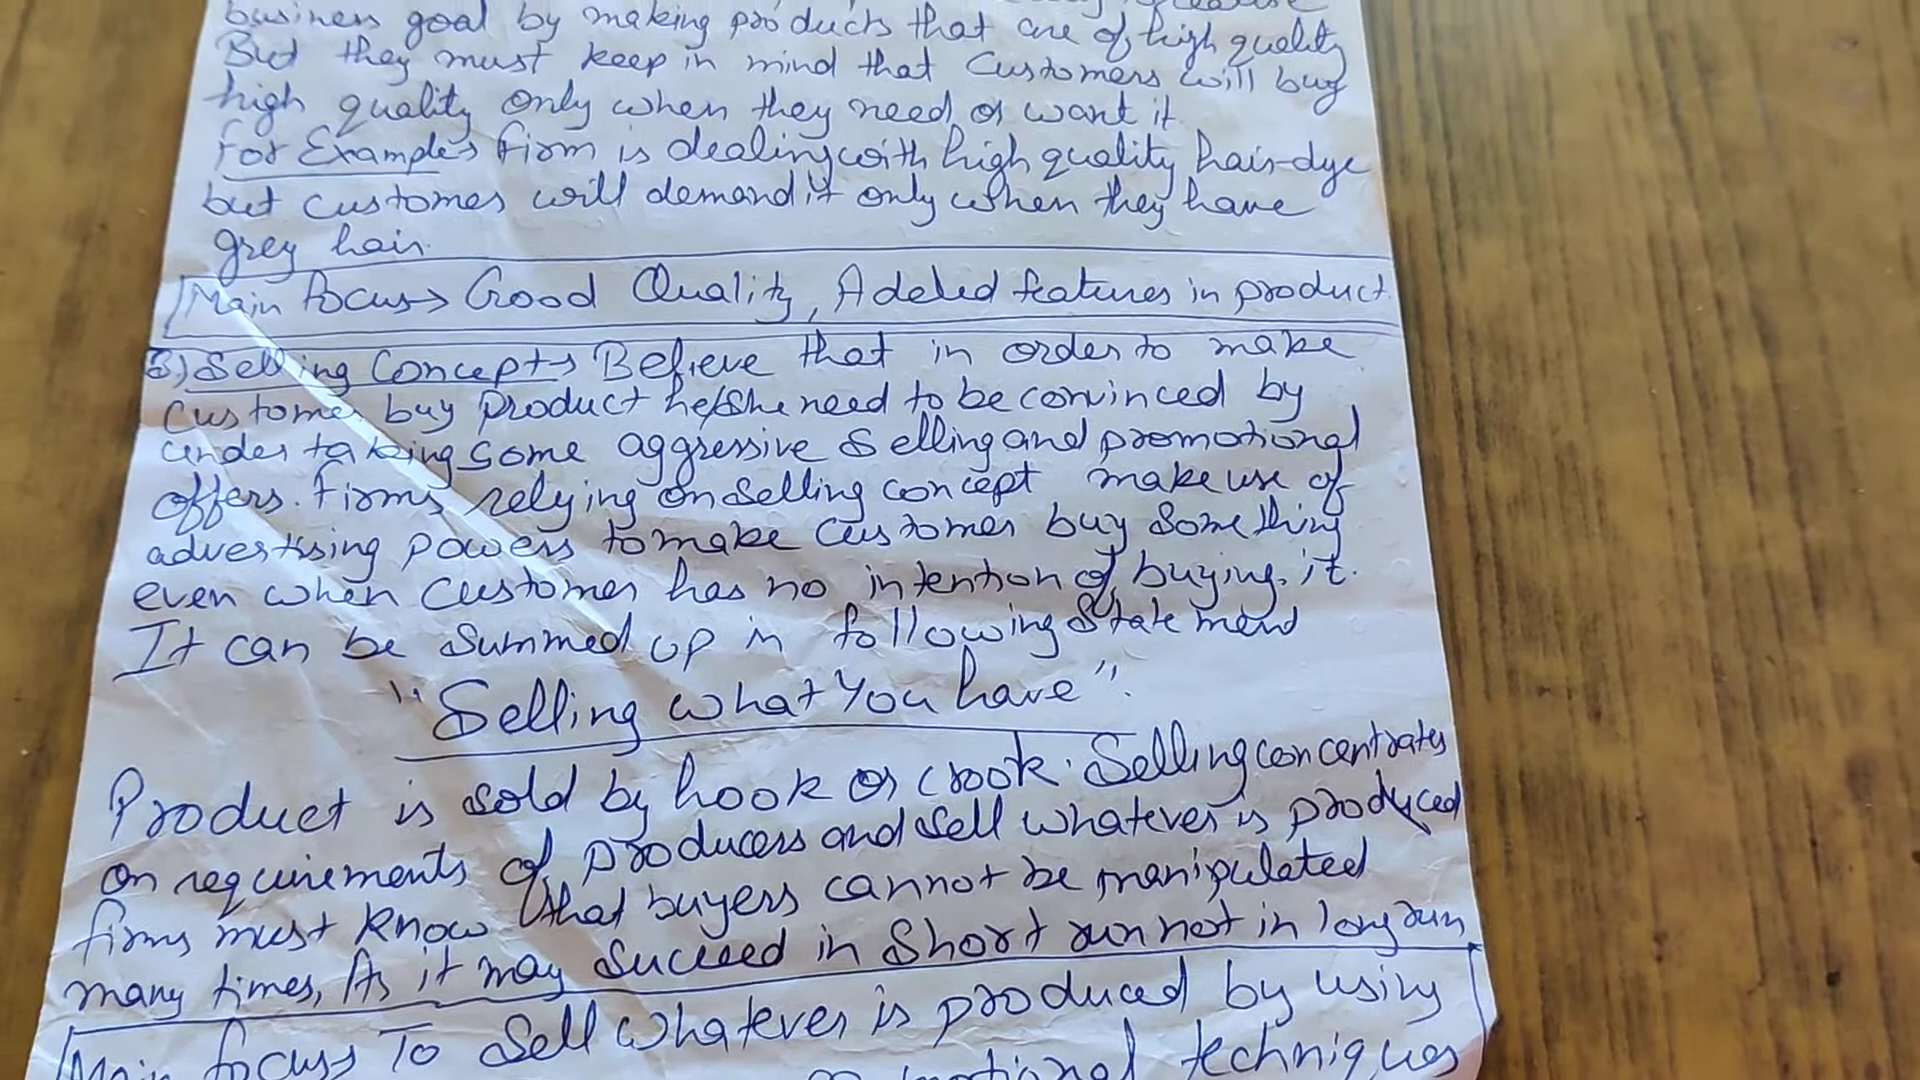 business goal by making products that are of high quality
But they must keep in mind that Customers will buy
high quality only when they need or want it
For Example→ Firm is dealing with high quality hair-dye
but customer will demand it only when they have
grey hair.
Main Focus→ Good Quality, Added features in product.
3.) Selling Concept→ Believe that in order to make
customer buy product he/she need to be convinced by
undertaking some aggressive selling and promotional
offers. Firms relying on selling concept make use of
advertising powers to make customer buy something
even when customer has no intention of buying it.
It can be summed up in following statement
"Selling what You have".
Product is sold by hook or crook. Selling concentrates
on requirements of producers and sell whatever is produced
firms must know that buyers cannot be manipulated
many times, As it may succeed in short run not in long run
Main focus To Sell whatever is produced by using
techniques